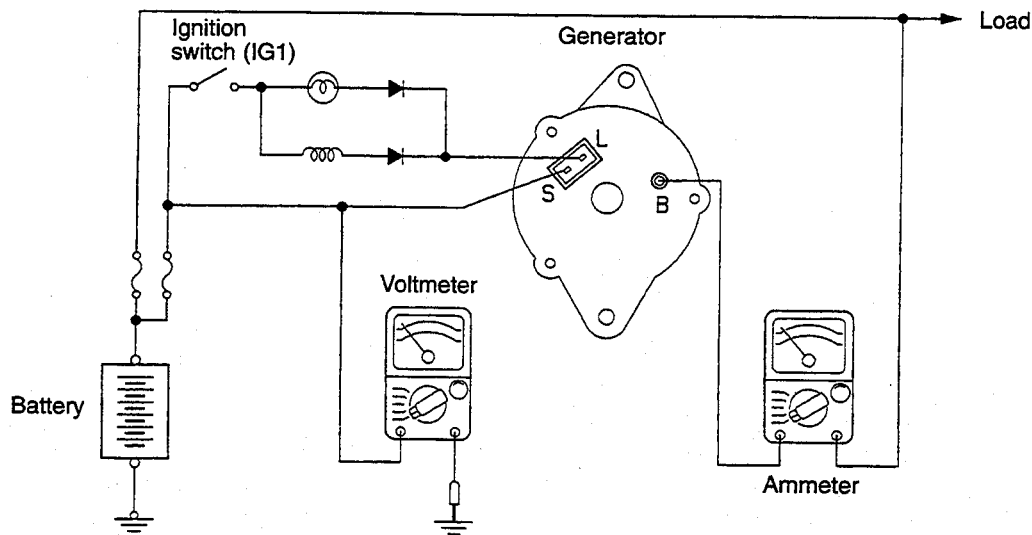 Ignition
switch (IG1)
Generator
Load
L
S
B
Voltmeter
Battery
Ammeter